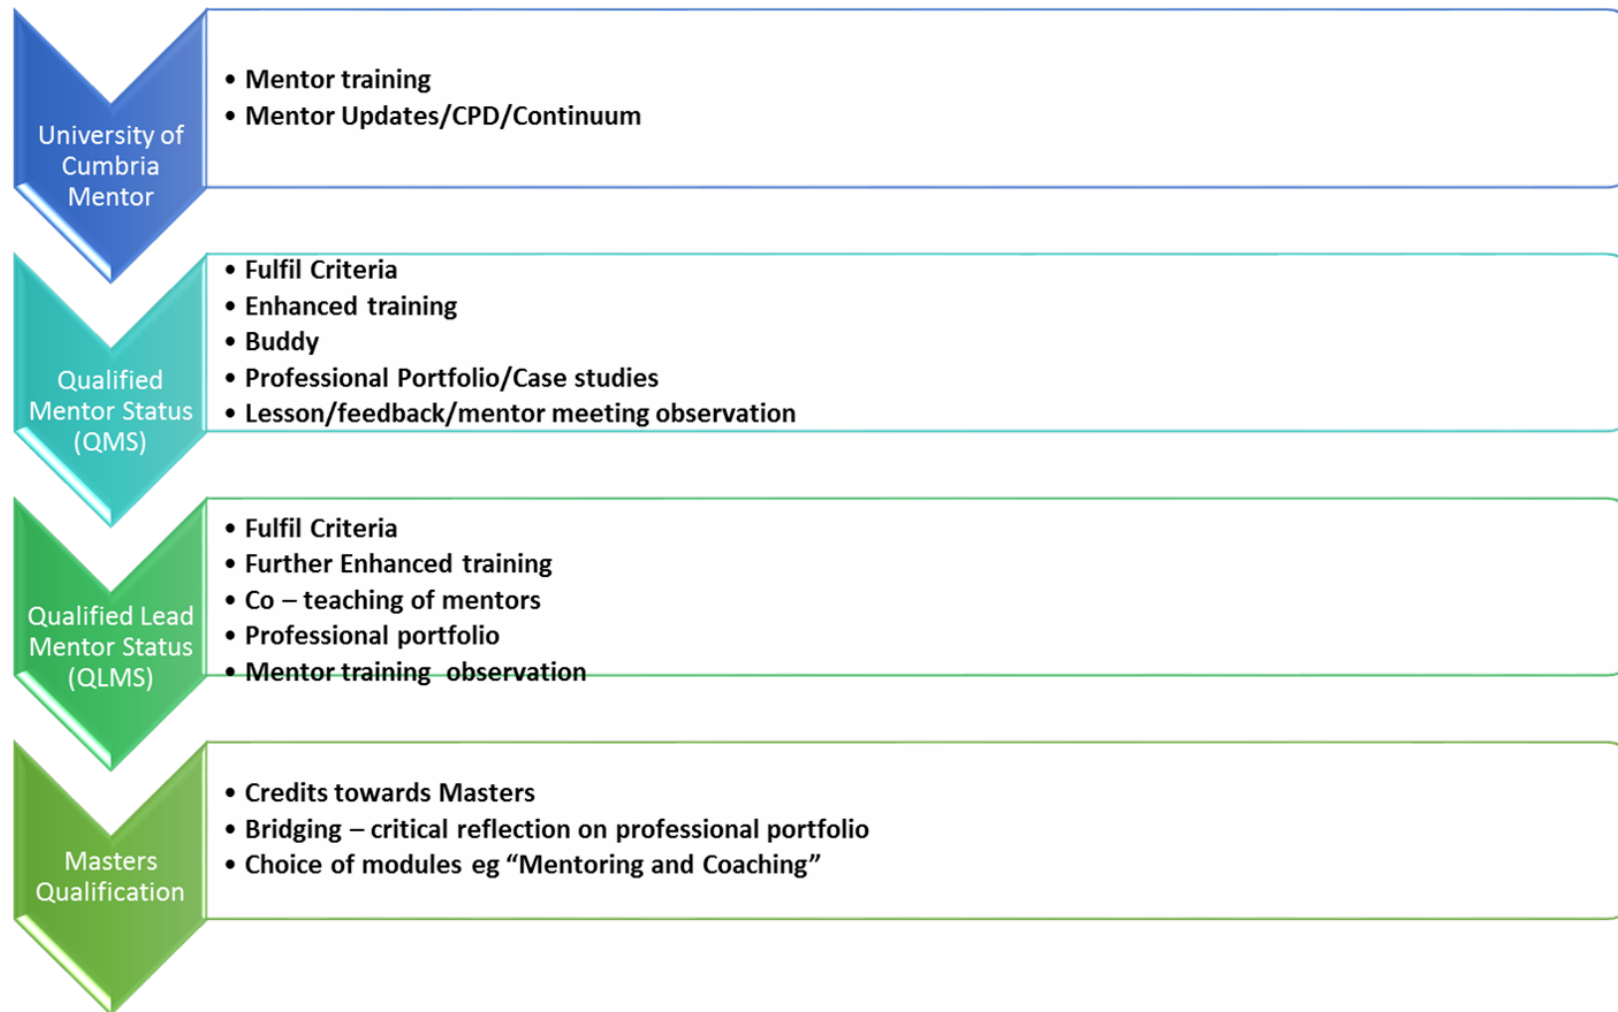 University of
Cumbria
Mentor
• Mentor training
• Mentor Updates/CPD/Continuum
Qualified
Mentor Status
(QMS)
• Fulfil Criteria
• Enhanced training
• Buddy
• Professional Portfolio/Case studies
• Lesson/feedback/mentor meeting observation
Qualified Lead
Mentor Status
(QLMS)
• Fulfil Criteria
• Further Enhanced training
• Co – teaching of mentors
• Professional portfolio
• Mentor training  observation
Masters
Qualification
• Credits towards Masters
• Bridging – critical reflection on professional portfolio
• Choice of modules eg “Mentoring and Coaching”